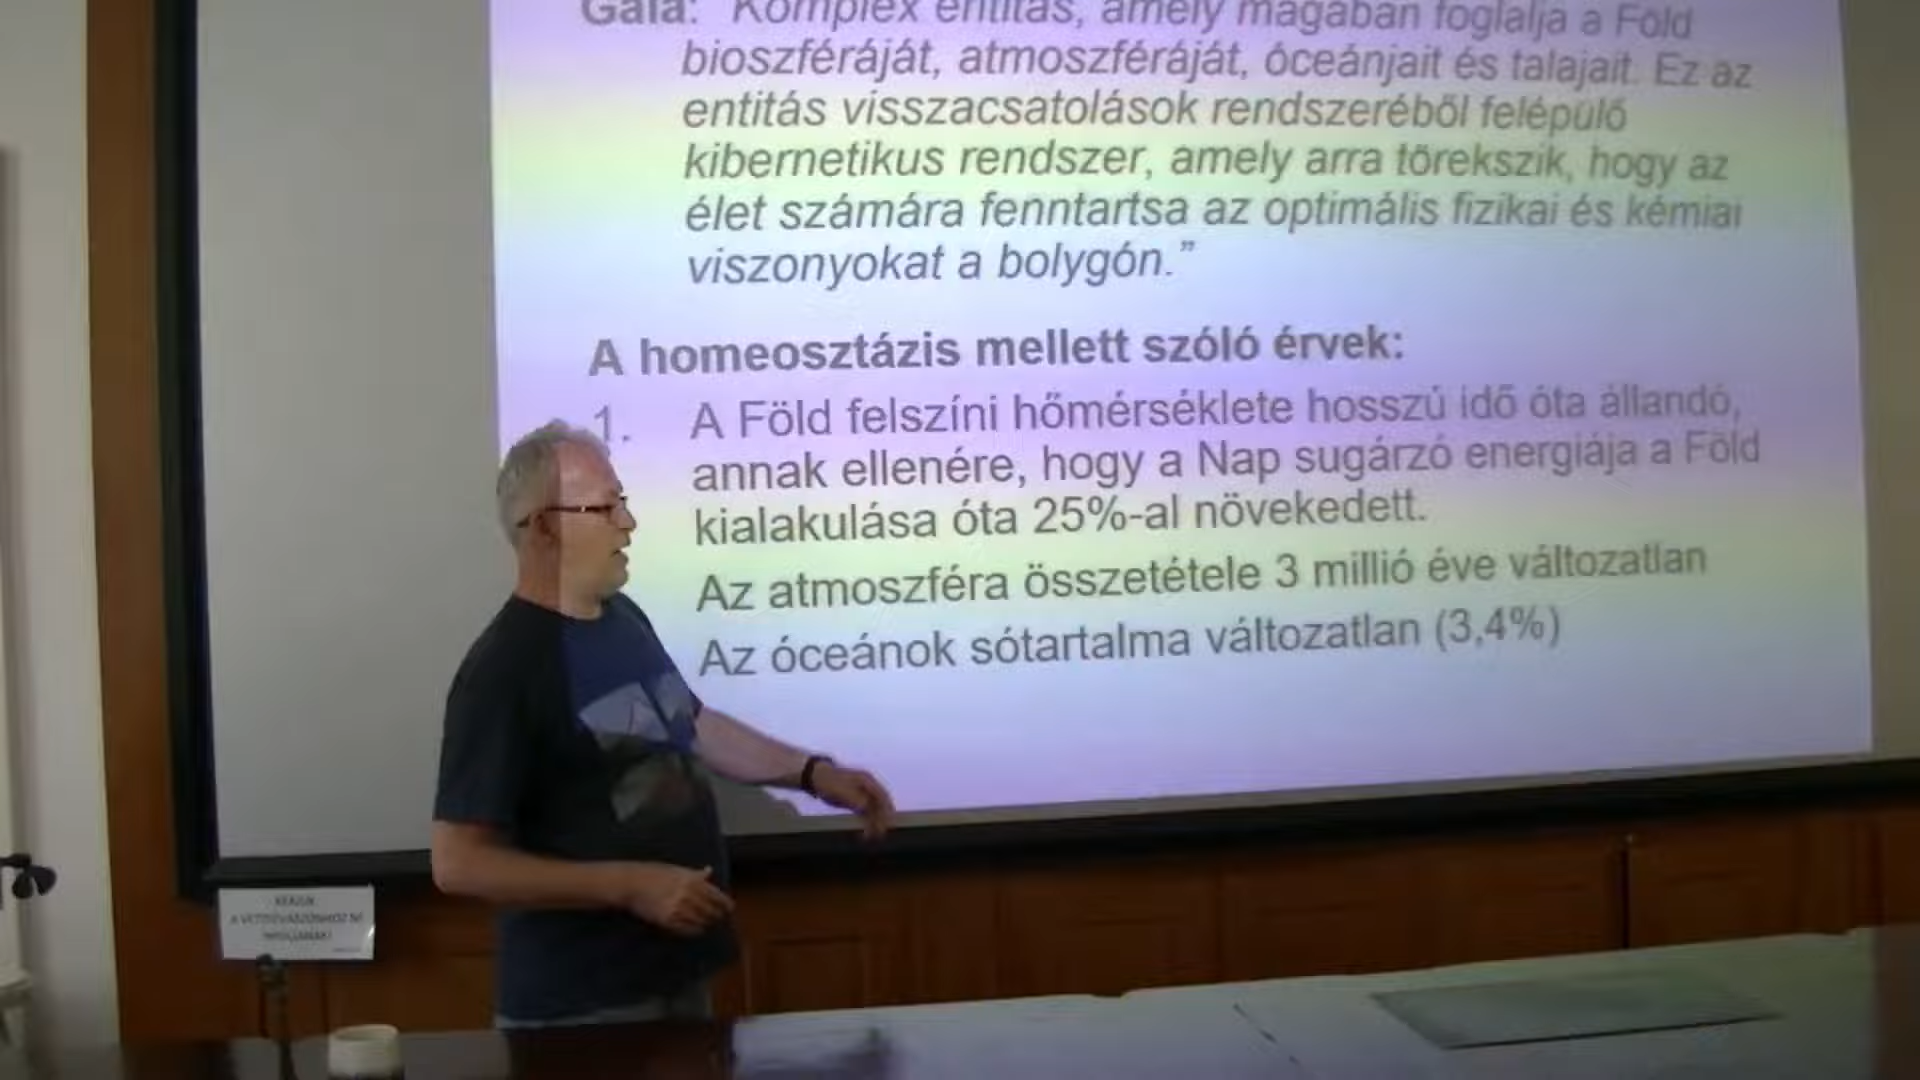 Gaia: "Komplex entitás, amely magában foglalja a Föld
bioszféráját, atmoszféráját, óceánjait és talajait. Ez az
entitás visszacsatolások rendszeréből felépülő
kibernetikus rendszer, amely arra törekszik, hogy az
élet számára fenntartsa az optimális fizikai és kémiai
viszonyokat a bolygón."
A homeosztázis mellett szóló érvek:
1. A Föld felszíni hőmérséklete hosszú idő óta állandó,
annak ellenére, hogy a Nap sugárzó energiája a Föld
kialakulása óta 25%-al növekedett.
Az atmoszféra összetétele 3 millió éve változatlan
Az óceánok sótartalma változatlan (3,4%)
KÉRJÜK
A VETÍTŐVÁSZONHOZ NE